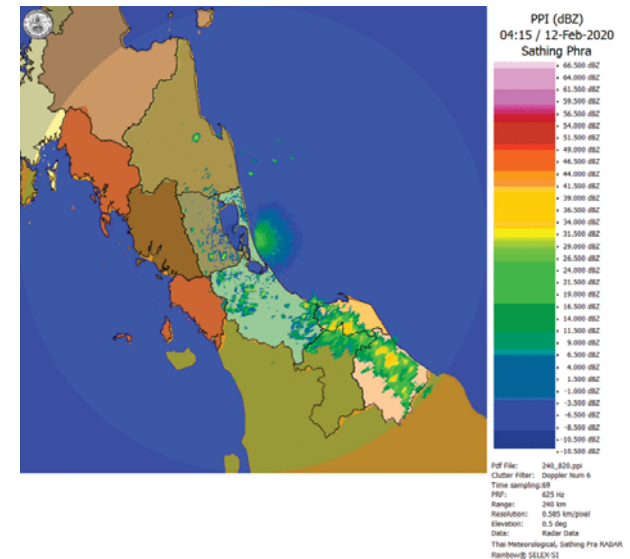 PPI (dBZ)
04:15 / 12-Feb-2020
Sathing Phra
66.500 dBZ
64.000 dBZ
61.500 dBZ
59.500 dBZ
56.500 dBZ
54.000 dBZ
51.500 dBZ
49.000 dBZ
46.500 dBZ
44.000 dBZ
41.500 dBZ
39.000 dBZ
36.500 dBZ
34.000 dBZ
31.500 dBZ
29.000 dBZ
26.500 dBZ
24.000 dBZ
21.500 dBZ
19.000 dBZ
16.500 dBZ
14.000 dBZ
11.500 dBZ
9.000 dBZ
6.500 dBZ
4.000 dBZ
1.500 dBZ
-1.000 dBZ
-3.500 dBZ
-6.500 dBZ
-8.500 dBZ
-10.500 dBZ
-10.500 dBZ
Pdf File: 240_820.ppi
Clutter Filter: Doppler Num 6
Time sampling:69
PRF: 625 Hz
Range: 240 km
Resolution: 0.585 km/pixel
Elevation: 0.5 deg
Data: Radar Data
Thai Meteorological, Sathing Pra RADAR
Rainbow® SELEX-SI